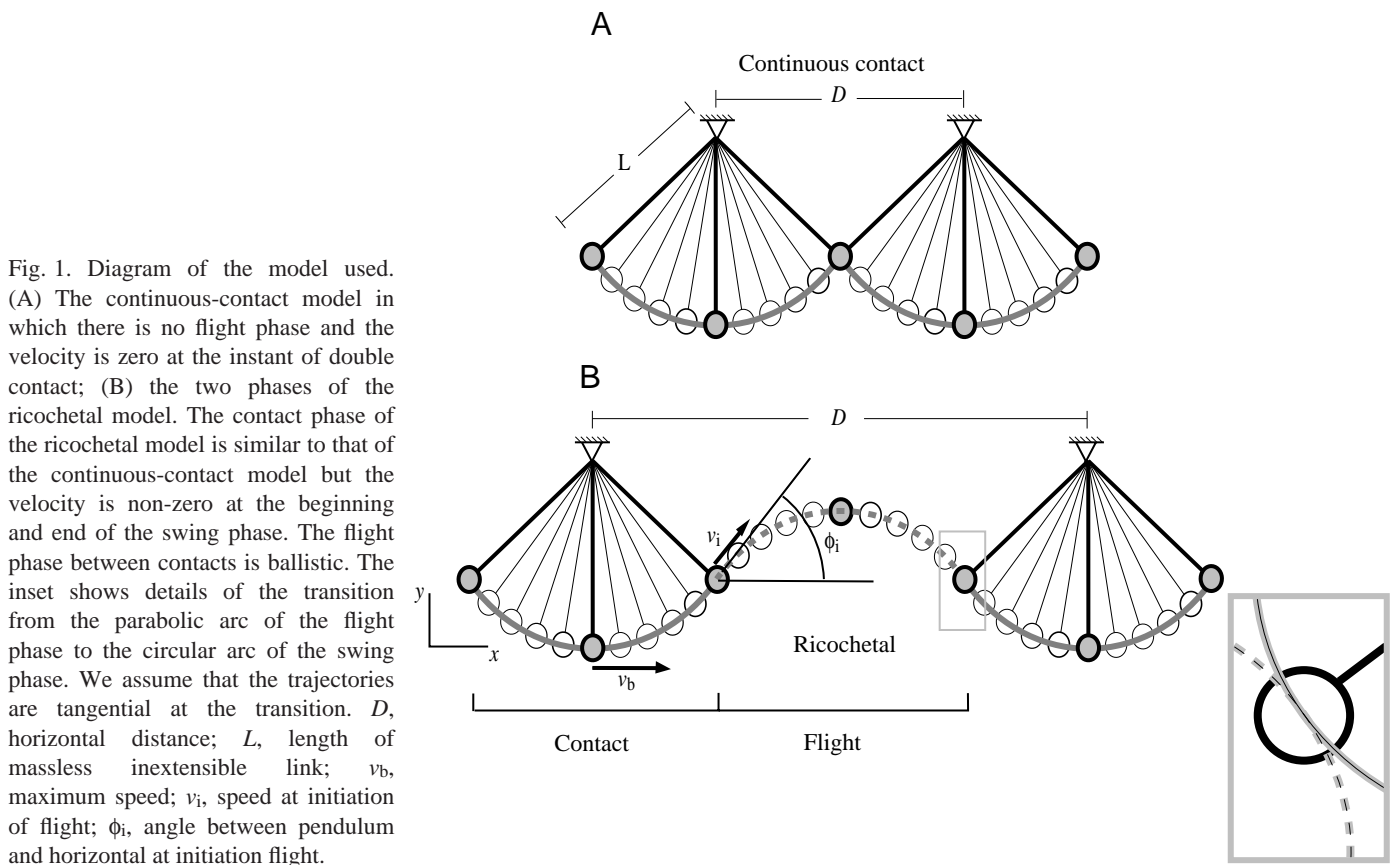 A
Continuous contact
D
L
Fig. 1. Diagram of the model used.
(A) The continuous-contact model in
which there is no flight phase and the
velocity is zero at the instant of double
contact; (B) the two phases of the
ricochetal model. The contact phase of
the ricochetal model is similar to that of
the continuous-contact model but the
velocity is non-zero at the beginning
and end of the swing phase. The flight
phase between contacts is ballistic. The
inset shows details of the transition
from the parabolic arc of the flight
phase to the circular arc of the swing
phase. We assume that the trajectories
are tangential at the transition. D,
horizontal distance; L, length of
massless inextensible link; vb,
maximum speed; vi, speed at initiation
of flight; ϕi, angle between pendulum
and horizontal at initiation flight.
B
D
vi
ϕi
y
x
Ricochetal
vb
Contact
Flight